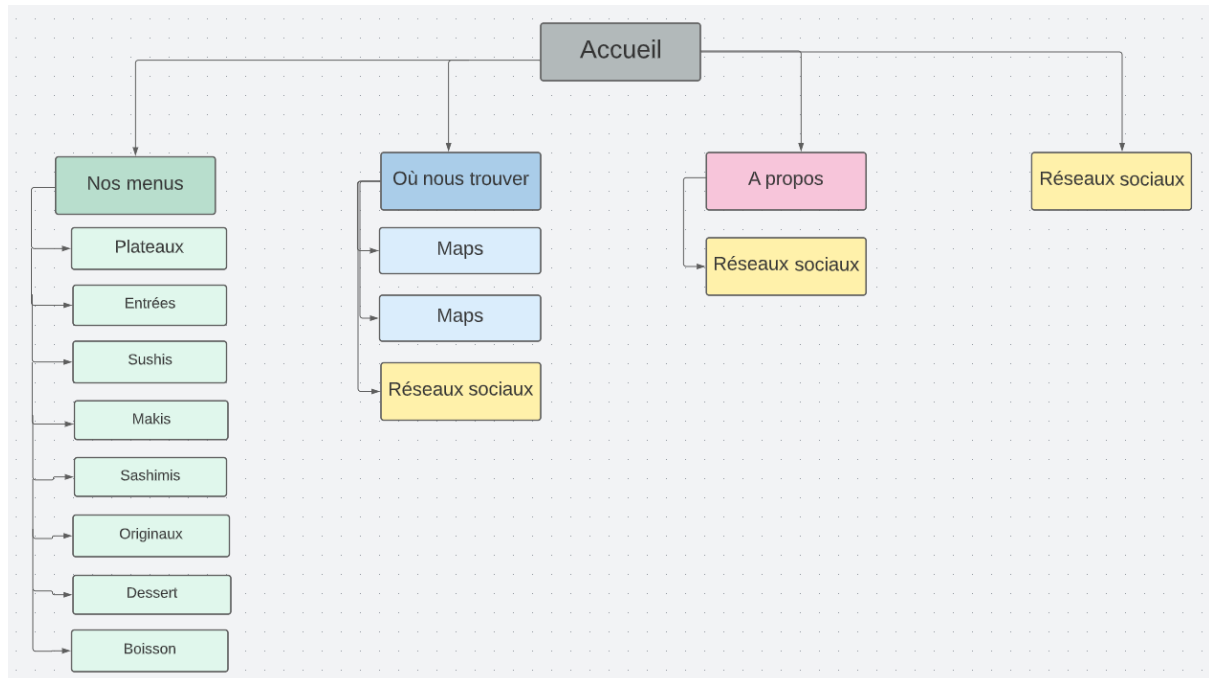 Accueil
Nos menus
Plateaux
Entrées
Sushis
Makis
Sashimis
Originaux
Dessert
Boisson
Où nous trouver
Maps
Maps
Réseaux sociaux
A propos
Réseaux sociaux
Réseaux sociaux